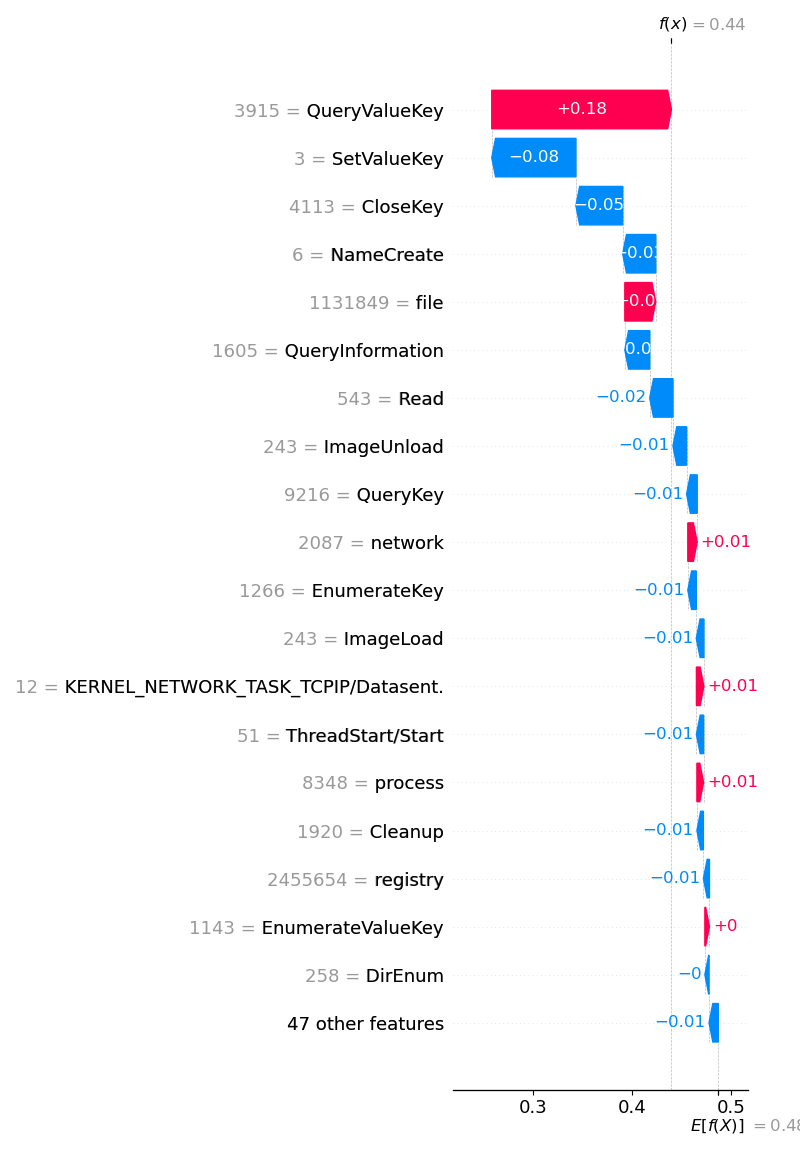 f(x) = 0.44
3915 = QueryValueKey +0.18
3 = SetValueKey −0.08
4113 = CloseKey −0.05
6 = NameCreate
1131849 = file
1605 = QueryInformation
543 = Read −0.02
243 = ImageUnload −0.01
9216 = QueryKey −0.01
2087 = network +0.01
1266 = EnumerateKey −0.01
243 = ImageLoad −0.01
12 = KERNEL_NETWORK_TASK_TCPIP/Datasent. +0.01
51 = ThreadStart/Start −0.01
8348 = process +0.01
1920 = Cleanup −0.01
2455654 = registry −0.01
1143 = EnumerateValueKey +0
258 = DirEnum −0
47 other features −0.01
0.3 0.4 0.5
E[f(X)] = 0.48